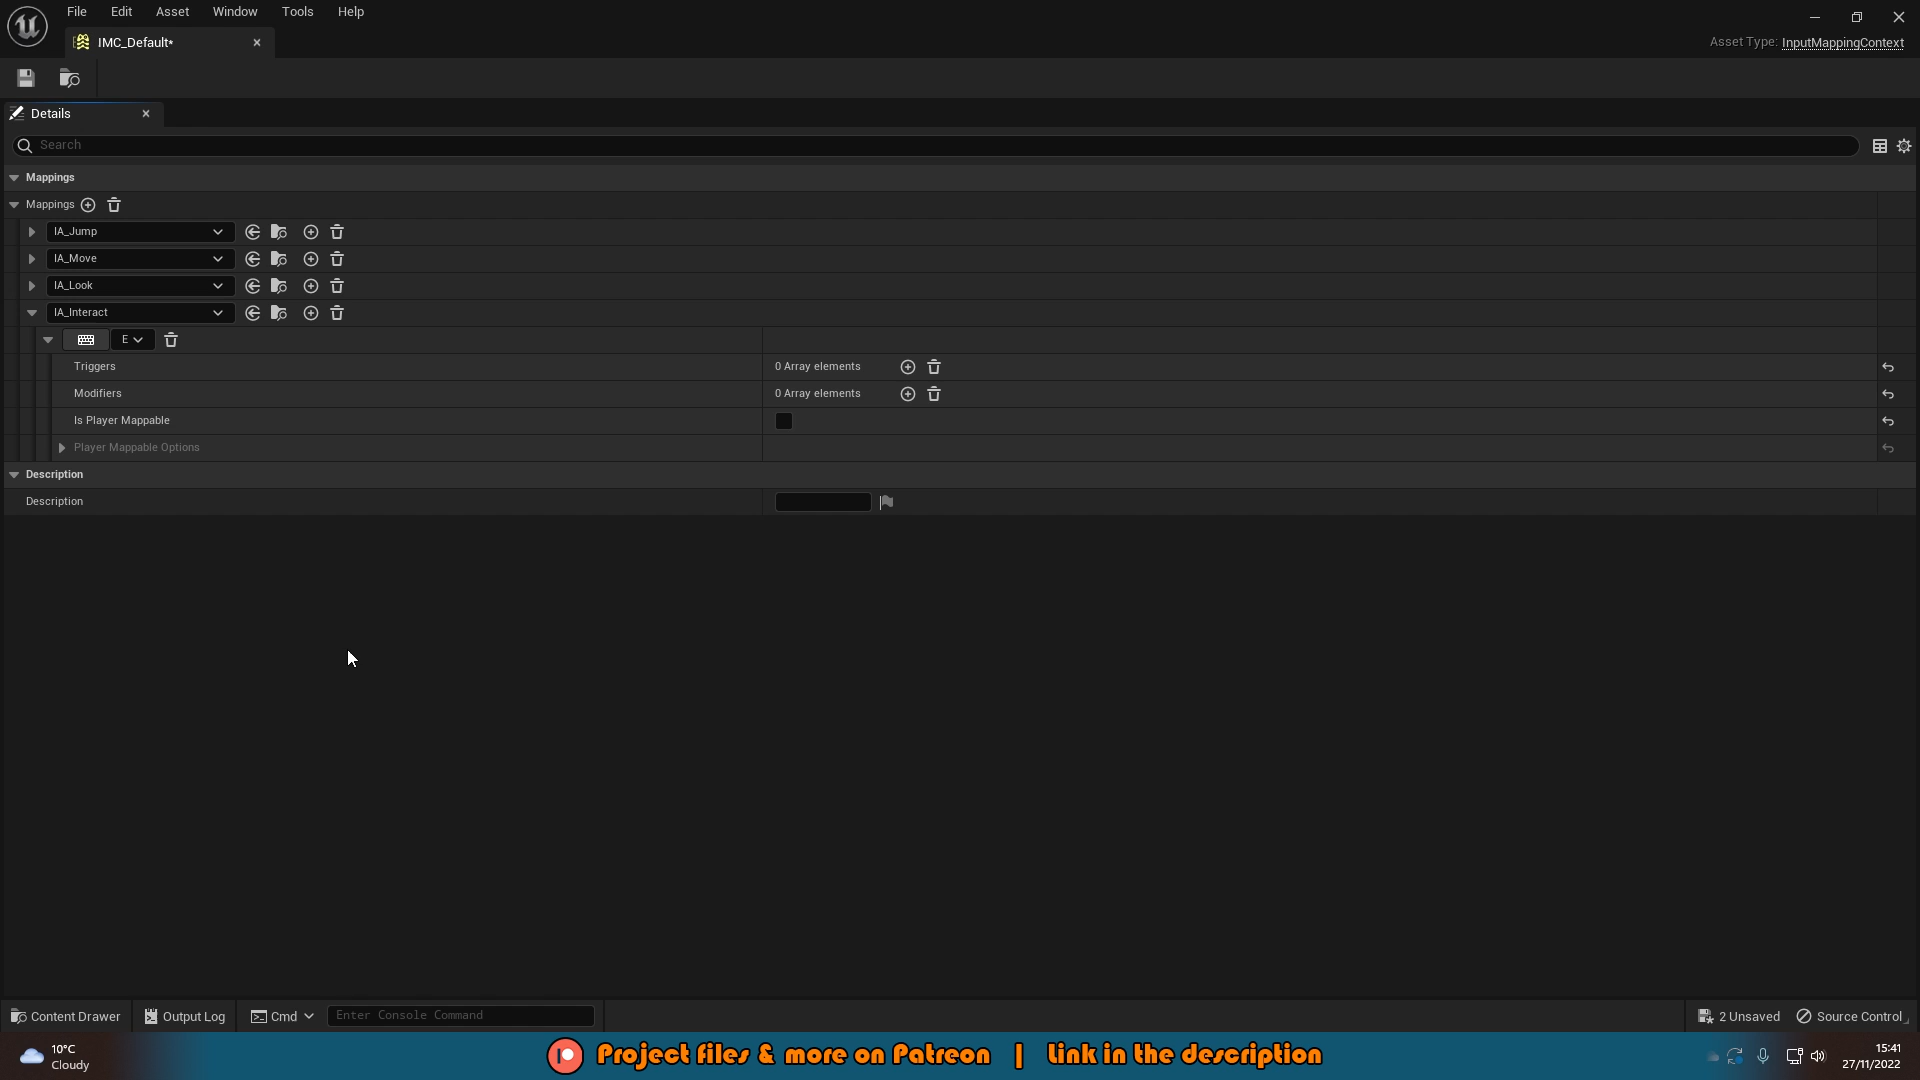 File Edit Asset Window Tools Help
IMC_Default*
Asset Type: InputMappingContext
Details
Search
Mappings
Mappings
IA_Jump
IA_Move
IA_Look
IA_Interact
E
Triggers 0 Array elements
Modifiers 0 Array elements
Is Player Mappable
Player Mappable Options
Description
Description
Content Drawer Output Log Cmd Enter Console Command 2 Unsaved Source Control
10°C
Cloudy
Project files & more on Patreon | Link in the description
15:41
27/11/2022